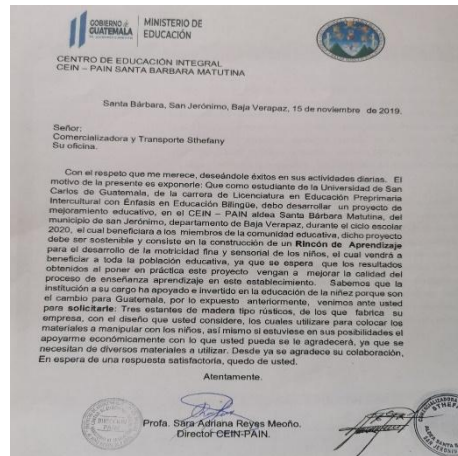 GOBIERNO de
GUATEMALA
MINISTERIO DE
EDUCACIÓN
CENTRO DE EDUCACIÓN INTEGRAL
CEIN – PAIN SANTA BARBARA MATUTINA
Santa Bárbara, San Jerónimo, Baja Verapaz, 15 de noviembre de 2019.
Señor:
Comercializadora y Transporte Sthefany
Su oficina.
Con el respeto que me merece, deseándole éxitos en sus actividades diarias. El
motivo de la presente es exponerle: Que como estudiante de la Universidad de San
Carlos de Guatemala, de la carrera de Licenciatura en Educación Preprimaria
Intercultural con Énfasis en Educación Bilingüe, debo desarrollar un proyecto de
mejoramiento educativo, en el CEIN – PAIN aldea Santa Bárbara Matutina, del
municipio de san Jerónimo, departamento de Baja Verapaz, durante el ciclo escolar
2020, el cual beneficiara a los miembros de la comunidad educativa, dicho proyecto
debe ser sostenible y consiste en la construcción de un Rincón de Aprendizaje
para el desarrollo de la motricidad fina y sensorial de los niños, el cual vendrá a
beneficiar a toda la población educativa, ya que se espera que los resultados
obtenidos al poner en práctica este proyecto vengan a mejorar la calidad del
proceso de enseñanza aprendizaje en este establecimiento. Sabemos que la
institución a su cargo ha apoyado e invertido en la educación de la niñez porque son
el cambio para Guatemala, por lo expuesto anteriormente, venimos ante usted
para solicitarle: Tres estantes de madera tipo rústicos, de los que fabrica su
empresa, con el diseño que usted considere, los cuales utilizare para colocar los
materiales a manipular con los niños, así mismo si estuviese en sus posibilidades el
apoyarme económicamente con lo que usted pueda se le agradecerá, ya que se
necesitan de diversos materiales a utilizar. Desde ya se agradece su colaboración,
En espera de una respuesta satisfactoria, quedo de usted.
Atentamente.
Profa. Sara Adriana Reyes Meoño.
Director CEIN-PAIN.